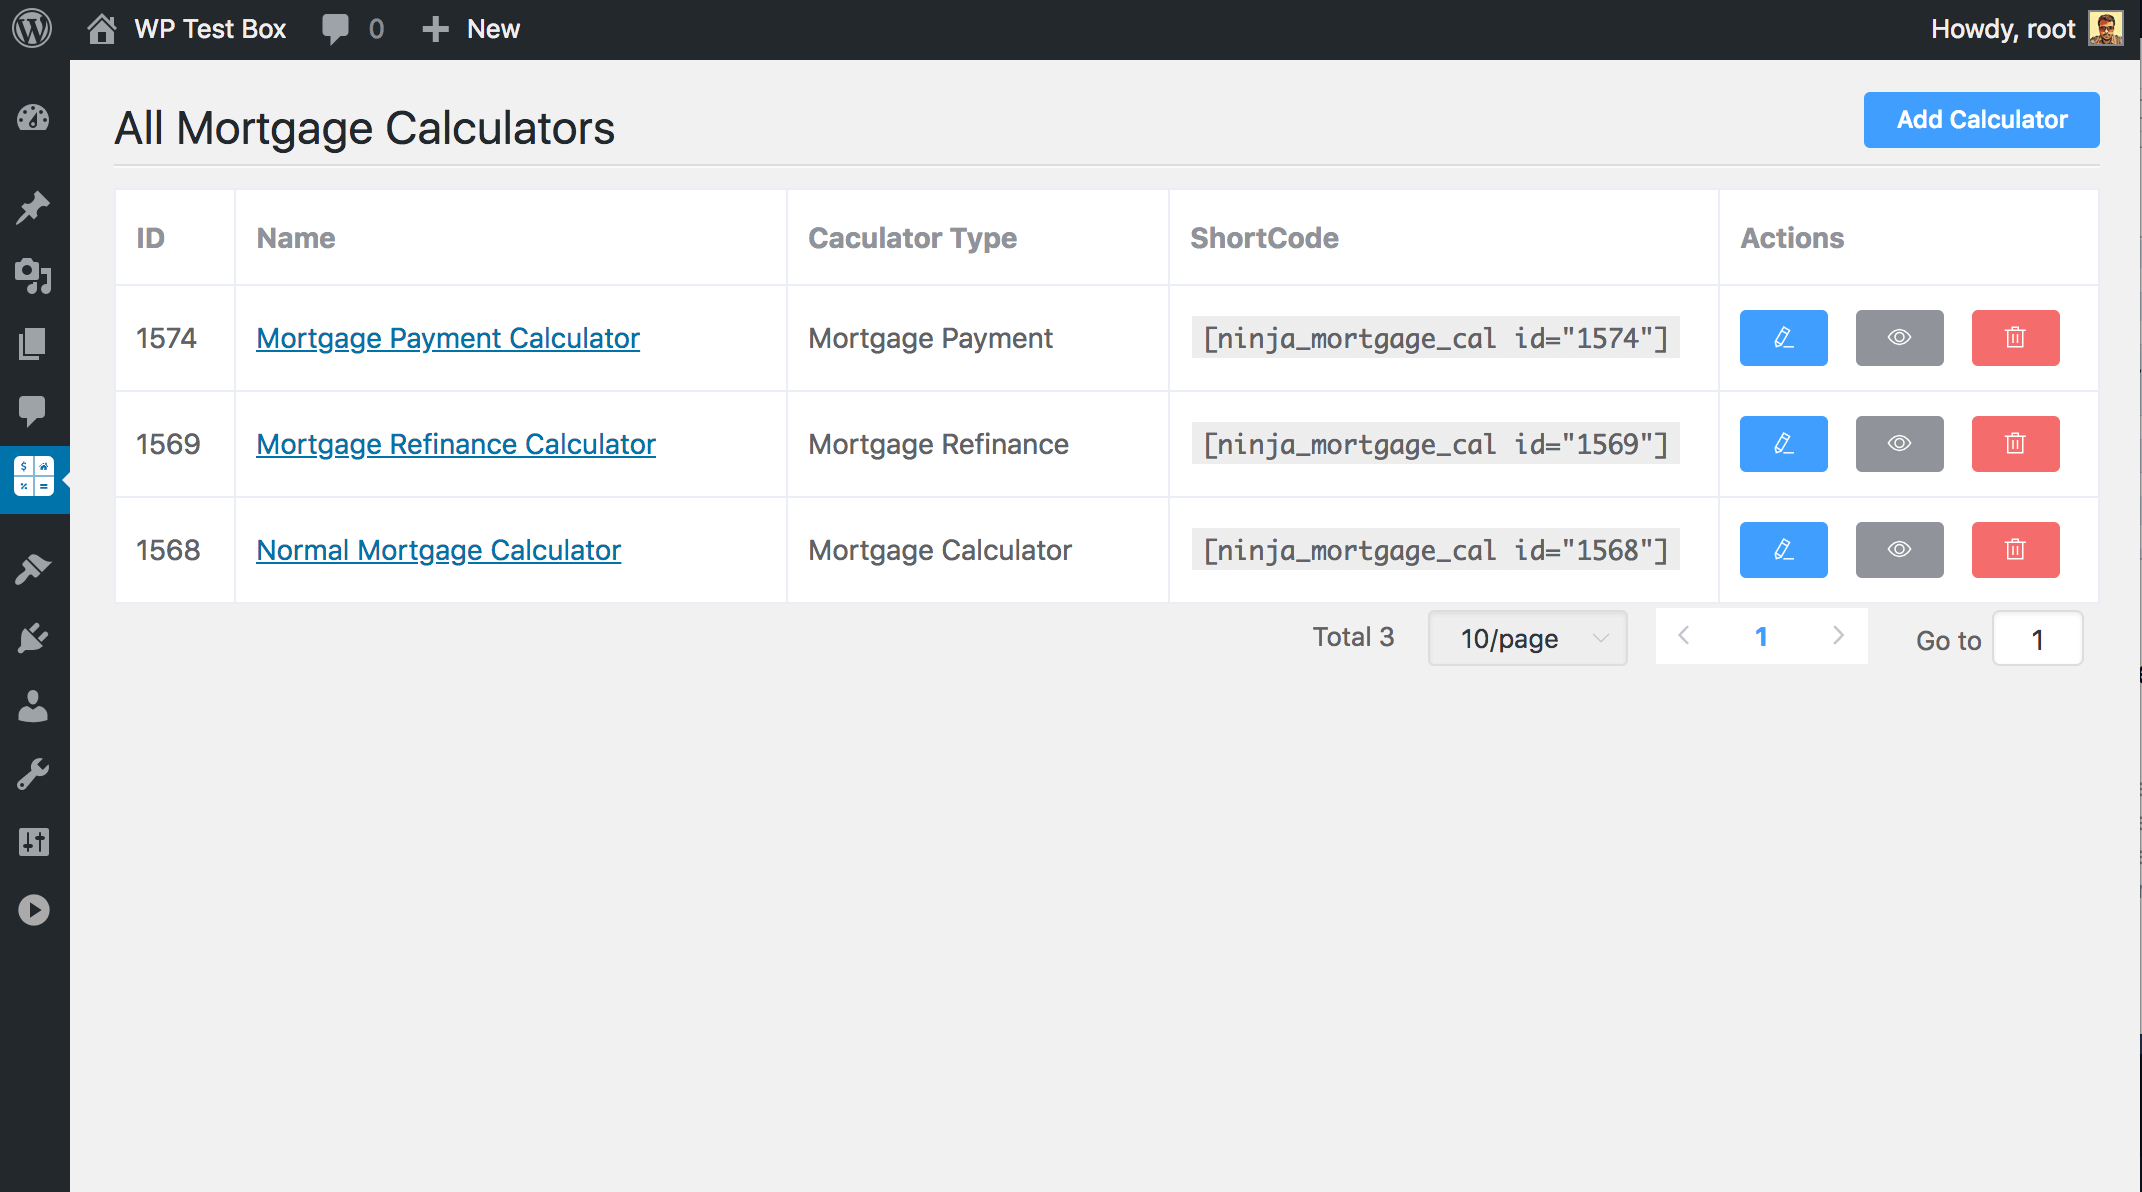 WP Test Box 0 New Howdy, root
All Mortgage Calculators Add Calculator
ID Name Caculator Type ShortCode Actions
1574 Mortgage Payment Calculator Mortgage Payment [ninja_mortgage_cal id="1574"]
1569 Mortgage Refinance Calculator Mortgage Refinance [ninja_mortgage_cal id="1569"]
1568 Normal Mortgage Calculator Mortgage Calculator [ninja_mortgage_cal id="1568"]
Total 3 10/page 1 Go to 1